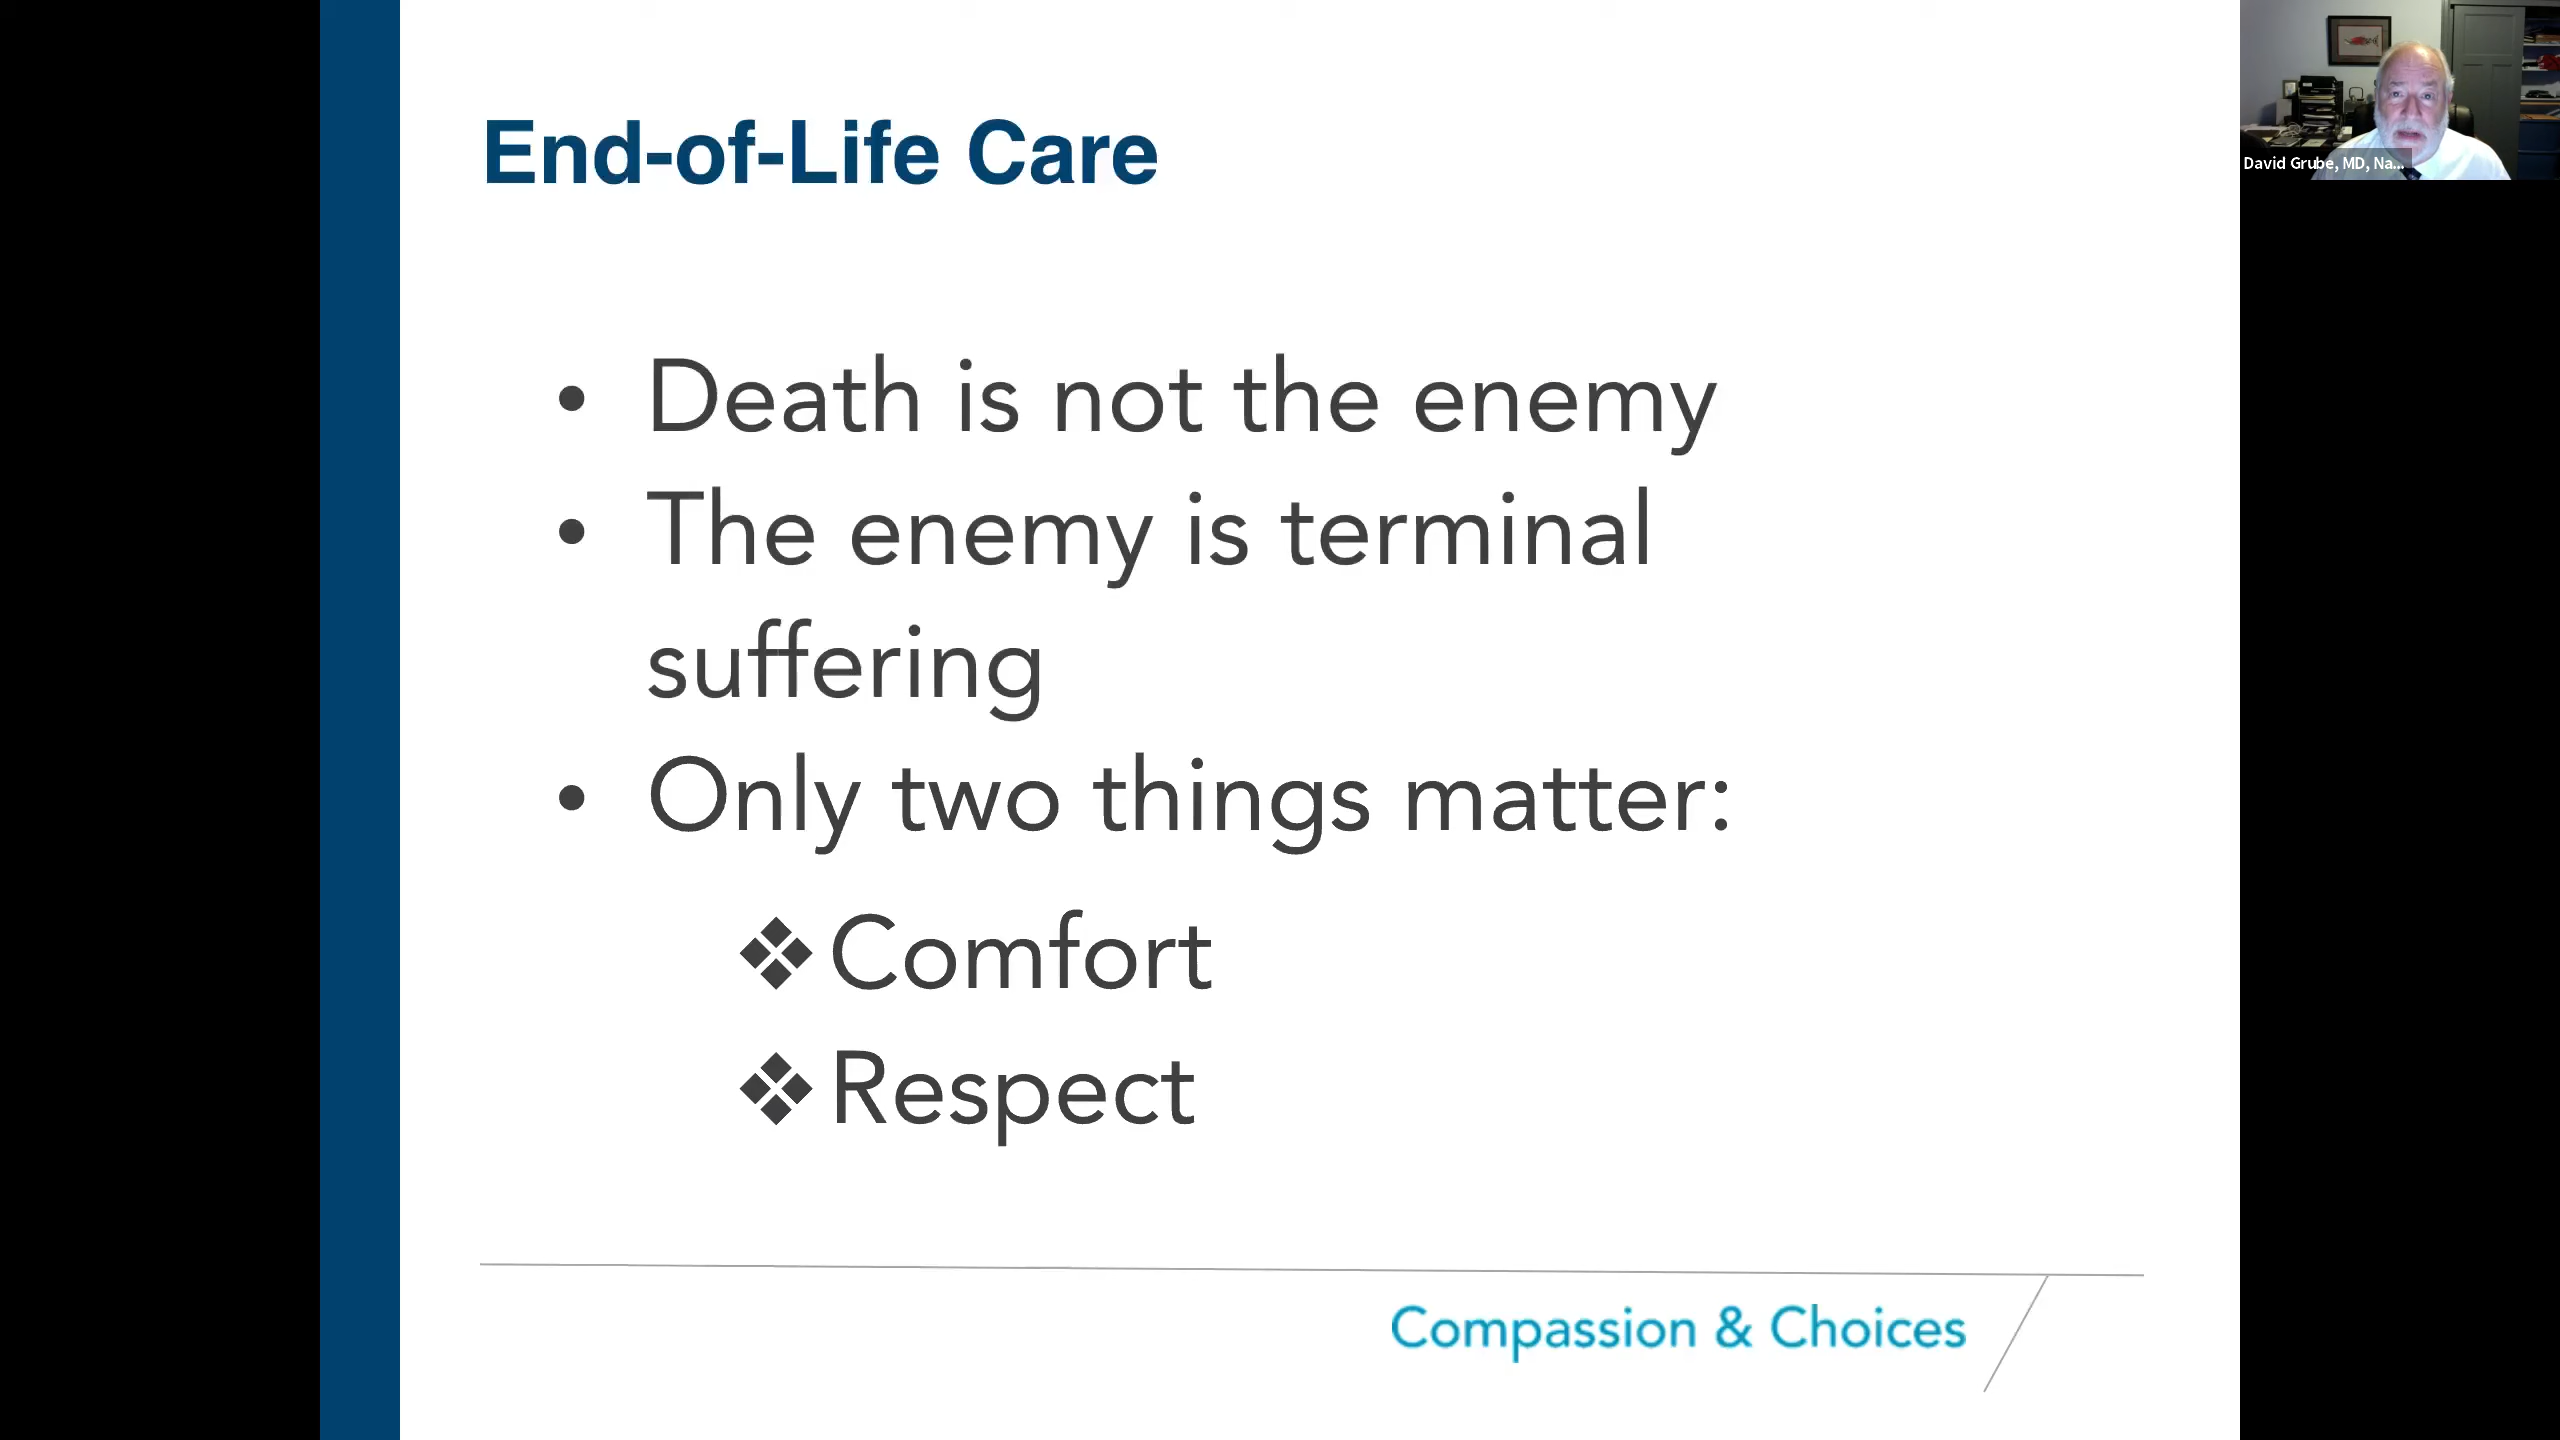 End-of-Life Care
• Death is not the enemy
• The enemy is terminal
suffering
• Only two things matter:
❖ Comfort
❖ Respect
Compassion & Choices
David Grube, MD, Na...